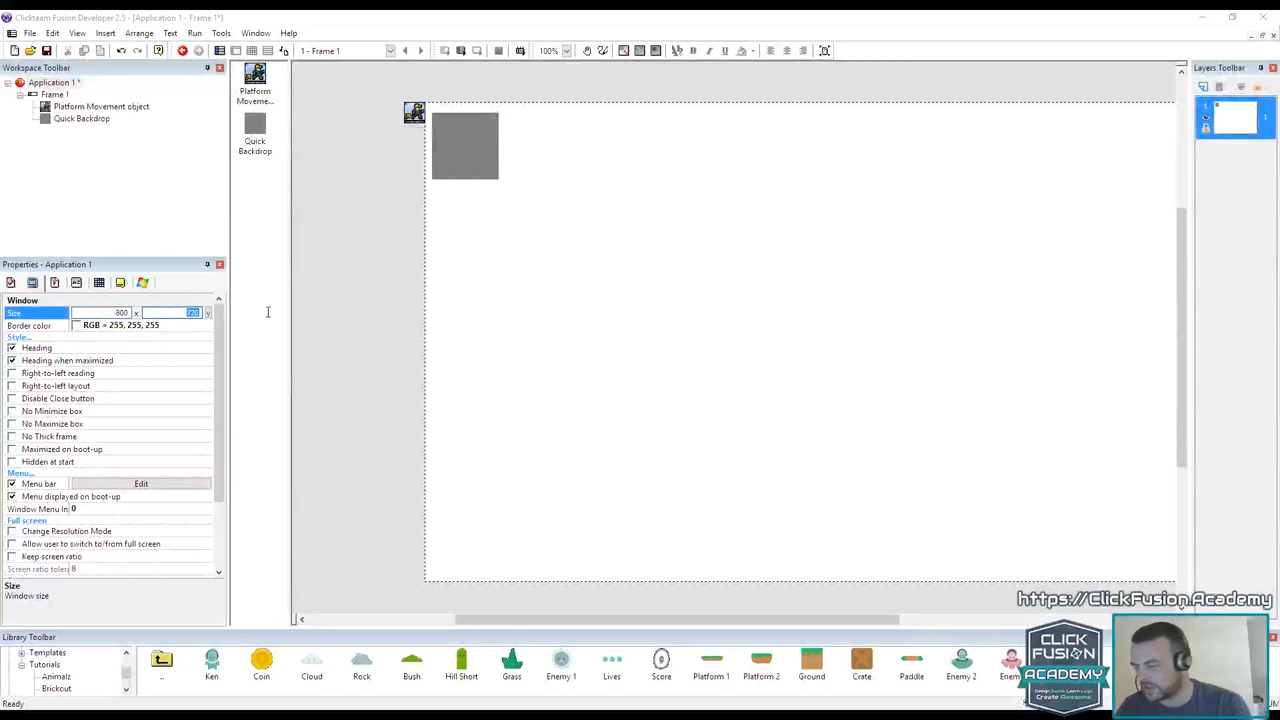 Clickteam Fusion Developer 2.5 - [Application 1 - Frame 1*]
File Edit View Insert Arrange Text Run Tools Window Help
1 - Frame 1
100%
Workspace Toolbar
Application 1 *
Frame 1
Platform Movement object
Quick Backdrop
Platform Moveme...
Quick Backdrop
Layers Toolbar
1
1
Properties - Application 1
Window
Size 800 x 720
Border color RGB = 255, 255, 255
Style...
Heading
Heading when maximized
Right-to-left reading
Right-to-left layout
Disable Close button
No Minimize box
No Maximize box
No Thick frame
Maximized on boot-up
Hidden at start
Menu...
Menu bar Edit
Menu displayed on boot-up
Window Menu In 0
Full screen
Change Resolution Mode
Allow user to switch to/from full screen
Keep screen ratio
Screen ratio tolera 8
Size
Window size
https://ClickFusion.Academy
Library Toolbar
Templates
Tutorials
Animalz
Brickout
.. Ken Coin Cloud Rock Bush Hill Short Grass Enemy 1 Lives Score Platform 1 Platform 2 Ground Crate Paddle Enemy 2
CLICK
FUSION
ACADEMY
Create Awesome
Ready